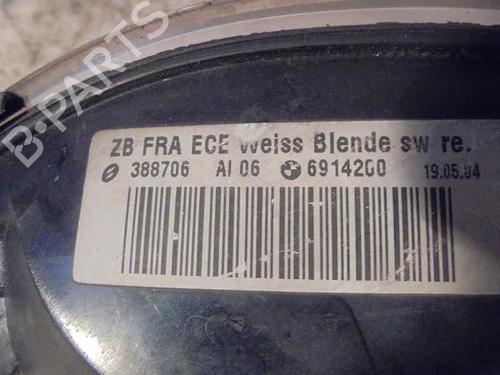 B-PARTS
ZB FRA ECE Weiss Blende sw re.
388706 AI 06 6914200 19.05.04